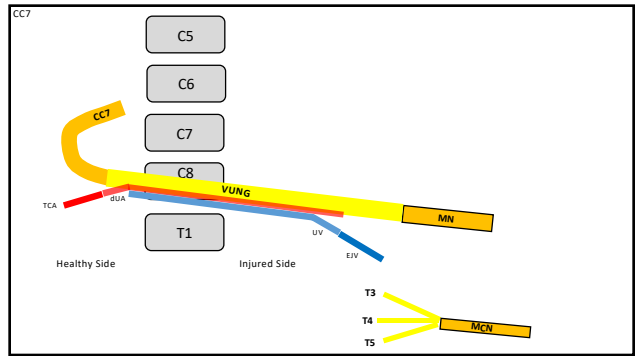 CC7
C5
C6
CC7
C7
C8
VUNG
TCA
dUA
MN
T1
UV
Healthy Side
Injured Side
EJV
T3
T4
MCN
T5